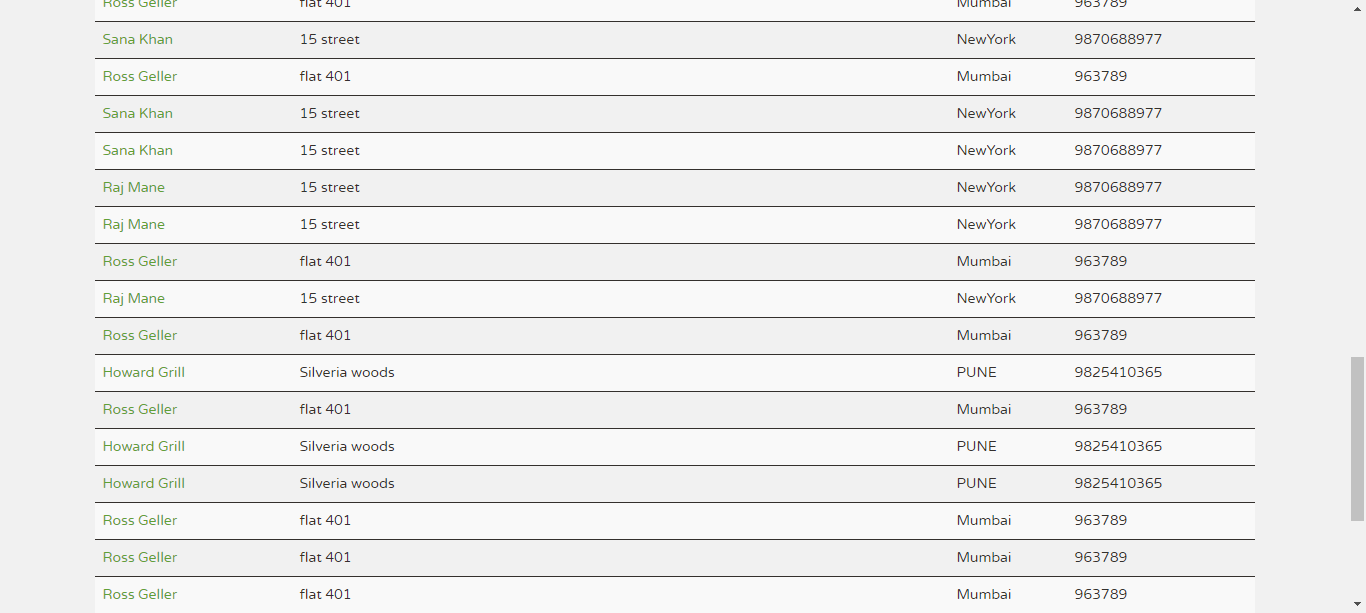 Ross Geller flat 401 Mumbai 963789
Sana Khan 15 street NewYork 9870688977
Ross Geller flat 401 Mumbai 963789
Sana Khan 15 street NewYork 9870688977
Sana Khan 15 street NewYork 9870688977
Raj Mane 15 street NewYork 9870688977
Raj Mane 15 street NewYork 9870688977
Ross Geller flat 401 Mumbai 963789
Raj Mane 15 street NewYork 9870688977
Ross Geller flat 401 Mumbai 963789
Howard Grill Silveria woods PUNE 9825410365
Ross Geller flat 401 Mumbai 963789
Howard Grill Silveria woods PUNE 9825410365
Howard Grill Silveria woods PUNE 9825410365
Ross Geller flat 401 Mumbai 963789
Ross Geller flat 401 Mumbai 963789
Ross Geller flat 401 Mumbai 963789